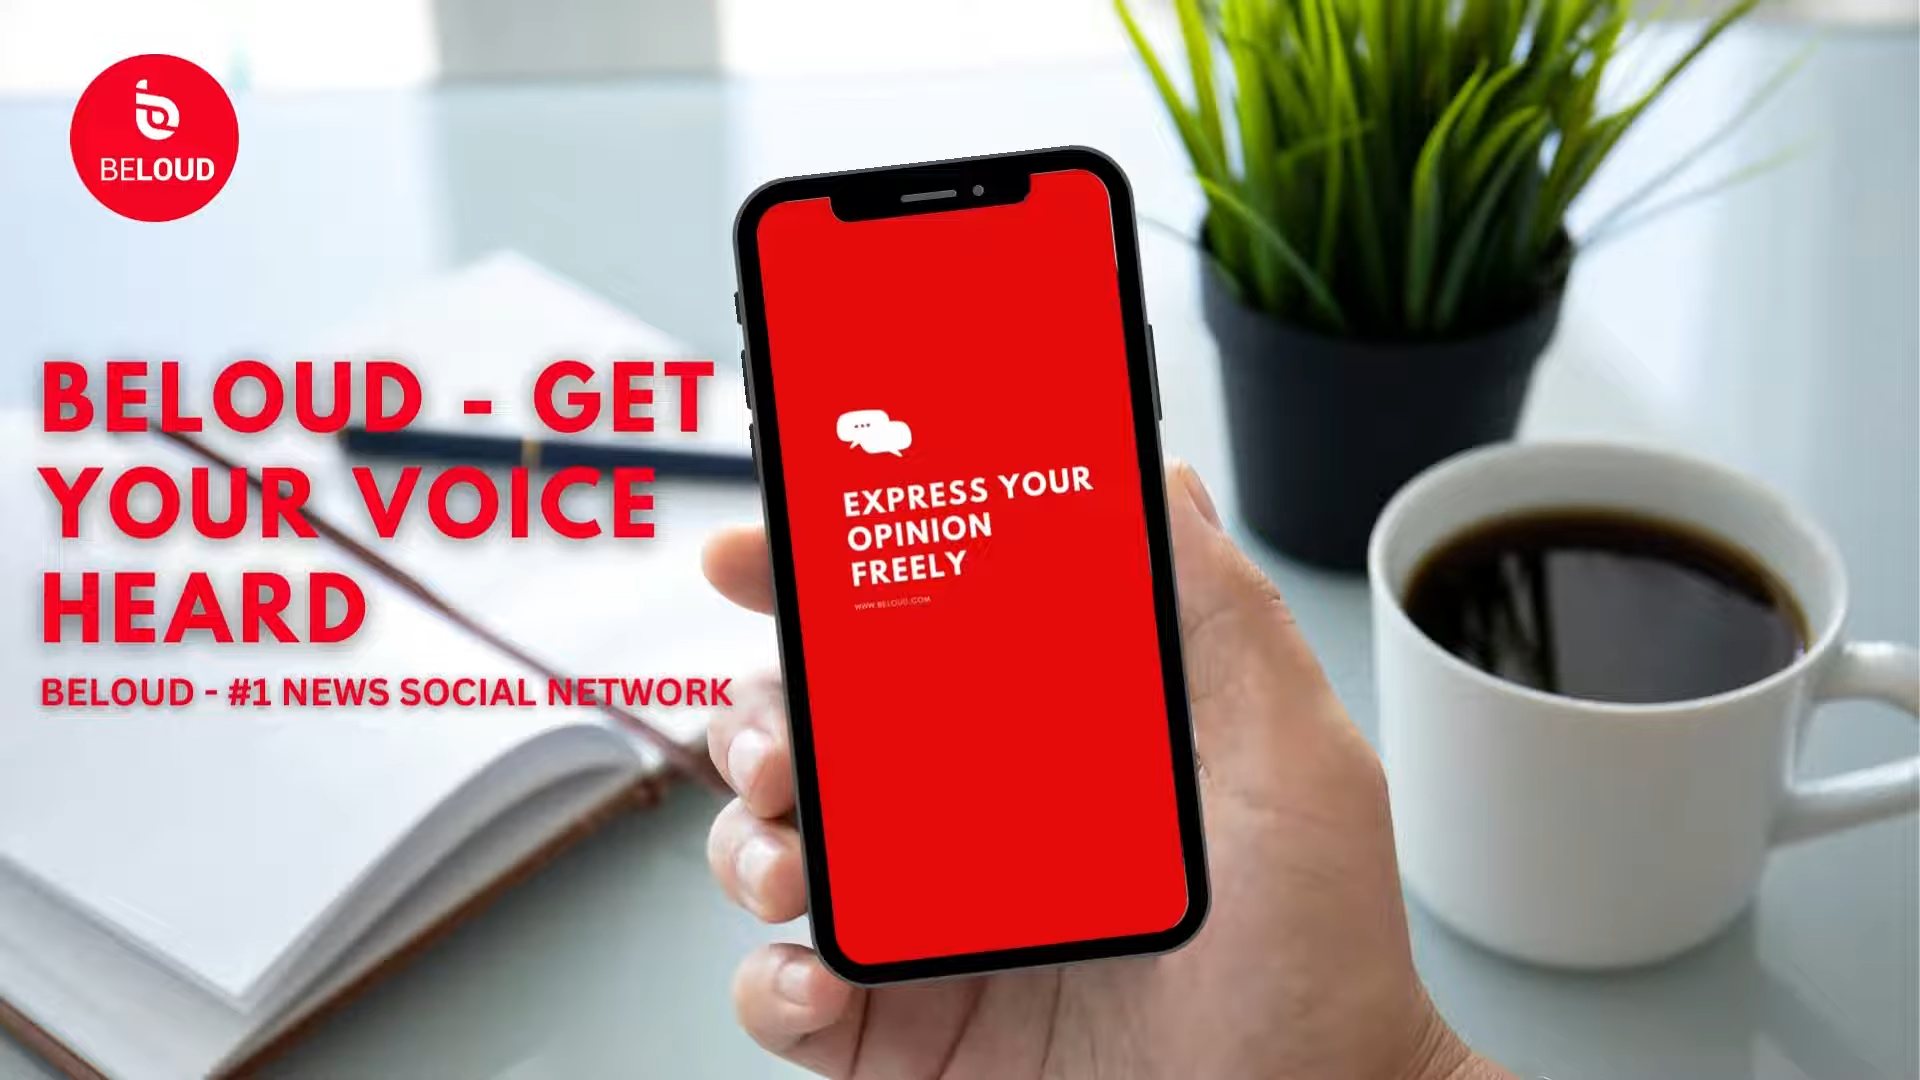 BELOUD
BELOUD - GET
YOUR VOICE
HEARD
BELOUD - #1 NEWS SOCIAL NETWORK
EXPRESS YOUR
OPINION
FREELY
WWW.BELOUD.COM